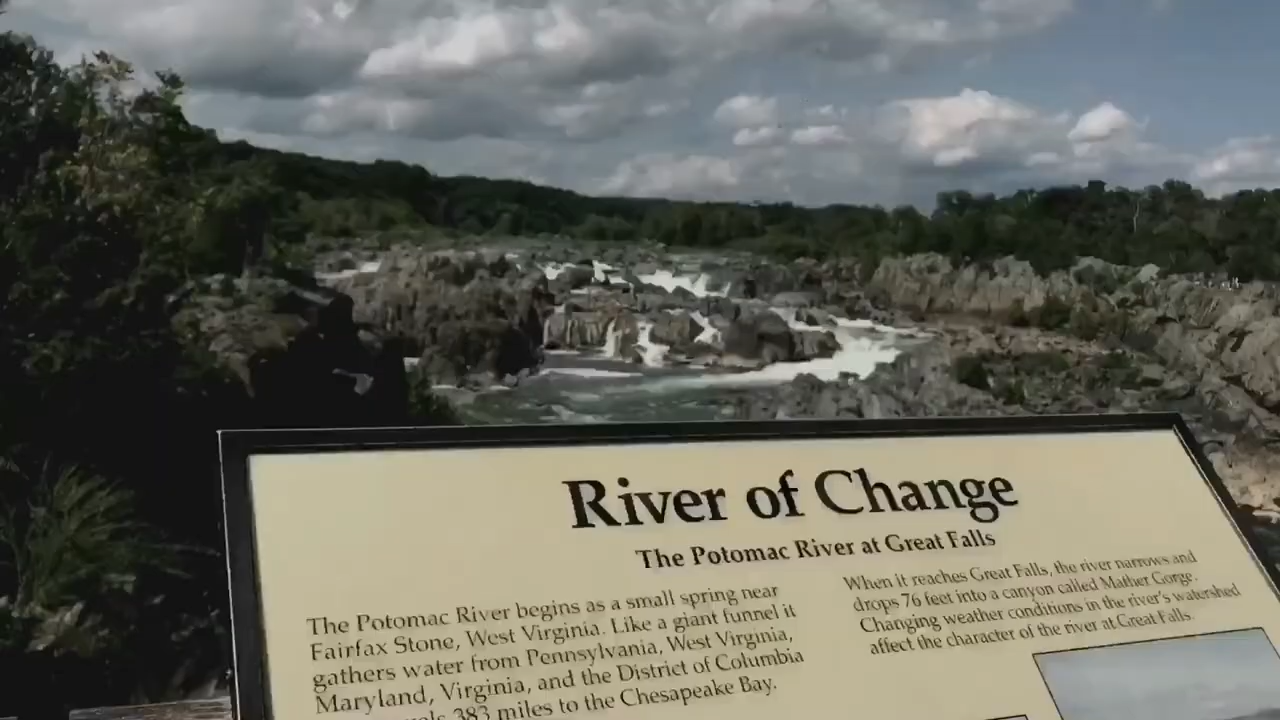 River of Change
The Potomac River at Great Falls
The Potomac River begins as a small spring near
Fairfax Stone, West Virginia. Like a giant funnel it
gathers water from Pennsylvania, West Virginia,
Maryland, Virginia, and the District of Columbia
383 miles to the Chesapeake Bay.
When it reaches Great Falls, the river narrows and
drops 76 feet into a canyon called Mather Gorge.
Changing weather conditions in the river's watershed
affect the character of the river at Great Falls.